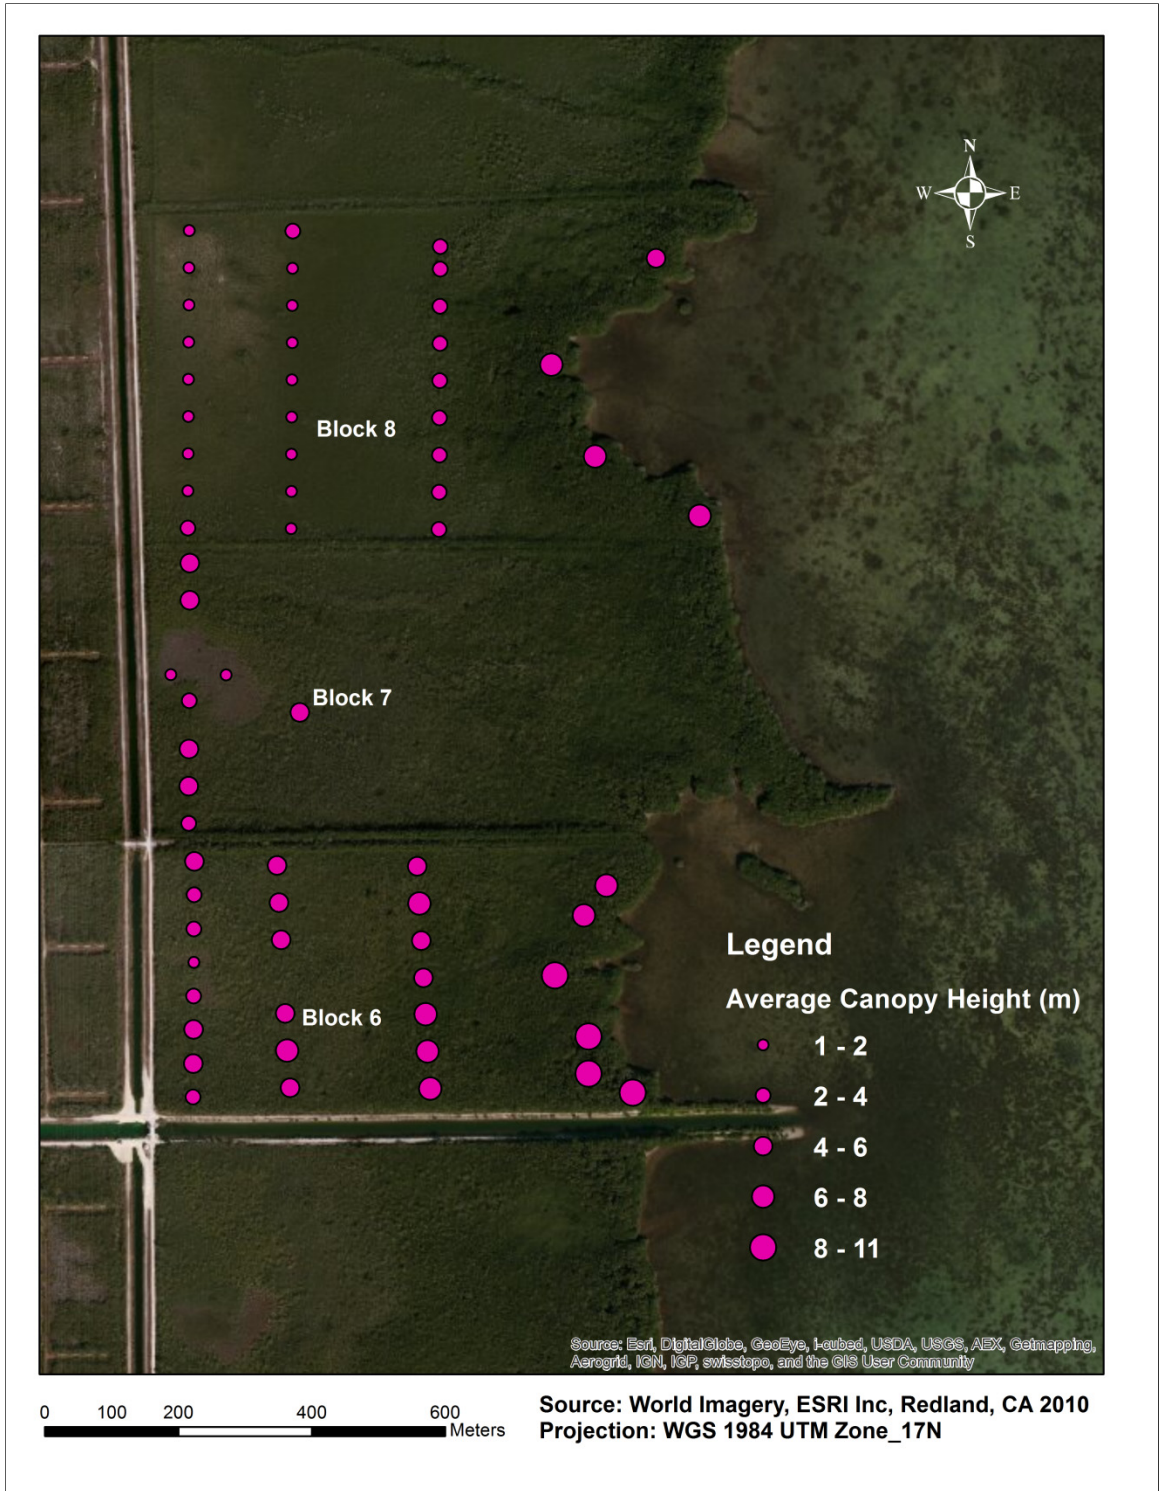 N
W E
S
Block 8
Block 7
Block 6
Legend
Average Canopy Height (m)
1 - 2
2 - 4
4 - 6
6 - 8
8 - 11
Source: Esri, DigitalGlobe, GeoEye, i-cubed, USDA, USGS, AEX, Getmapping,
Aerogrid, IGN, IGP, swisstopo, and the GIS User Community
0 100 200 400 600
Meters
Source: World Imagery, ESRI Inc, Redland, CA 2010
Projection: WGS 1984 UTM Zone_17N